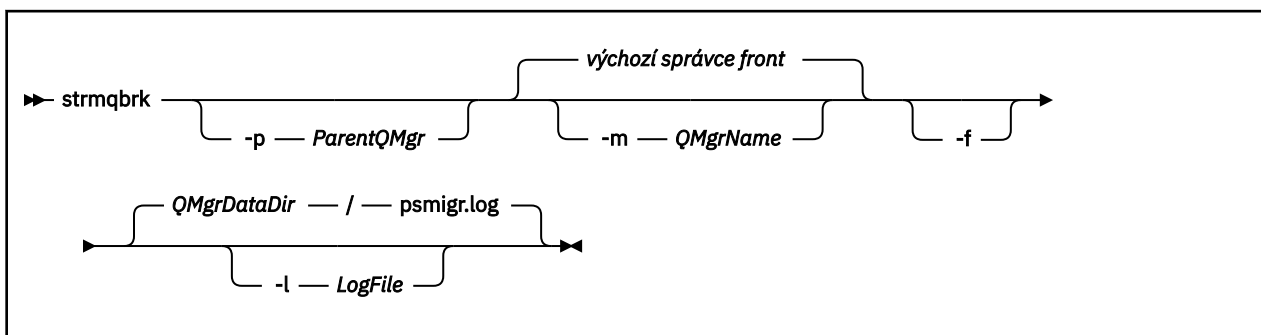 výchozí správce front
strmqbrk
-p ParentQMgr
-m QMgrName
-f
QMgrDataDir / psmigr.log
-l LogFile